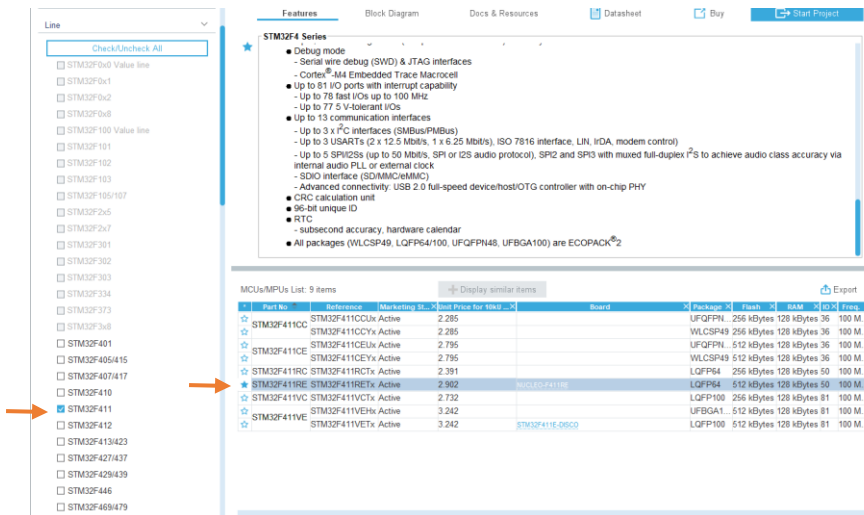 Line
Check/Uncheck All
STM32F0x0 Value line
STM32F0x1
STM32F0x2
STM32F0x8
STM32F100 Value line
STM32F101
STM32F102
STM32F103
STM32F105/107
STM32F2x5
STM32F2x7
STM32F301
STM32F302
STM32F303
STM32F334
STM32F373
STM32F3x8
STM32F401
STM32F405/415
STM32F407/417
STM32F410
STM32F411
STM32F412
STM32F413/423
STM32F427/437
STM32F429/439
STM32F446
STM32F469/479
Features Block Diagram Docs & Resources Datasheet Buy Start Project
STM32F4 Series
● Debug mode
- Serial wire debug (SWD) & JTAG interfaces
- Cortex®-M4 Embedded Trace Macrocell
● Up to 81 I/O ports with interrupt capability
- Up to 78 fast I/Os up to 100 MHz
- Up to 77 5 V-tolerant I/Os
● Up to 13 communication interfaces
- Up to 3 x I²C interfaces (SMBus/PMBus)
- Up to 3 USARTs (2 x 12.5 Mbit/s, 1 x 6.25 Mbit/s), ISO 7816 interface, LIN, IrDA, modem control)
- Up to 5 SPI/I2Ss (up to 50 Mbit/s, SPI or I2S audio protocol), SPI2 and SPI3 with muxed full-duplex I²S to achieve audio class accuracy via
internal audio PLL or external clock
- SDIO interface (SD/MMC/eMMC)
- Advanced connectivity: USB 2.0 full-speed device/host/OTG controller with on-chip PHY
● CRC calculation unit
● 96-bit unique ID
● RTC
- subsecond accuracy, hardware calendar
● All packages (WLCSP49, LQFP64/100, UFQFPN48, UFBGA100) are ECOPACK®2
MCUs/MPUs List: 9 items + Display similar items Export
* Part No Reference Marketing St... X Unit Price for 10kU ... X Board X Package X Flash X RAM X IO X Freq.
STM32F411CC STM32F411CCUx Active 2.285 UFQFPN... 256 kBytes 128 kBytes 36 100 M.
STM32F411CCYx Active 2.285 WLCSP49 256 kBytes 128 kBytes 36 100 M.
STM32F411CE STM32F411CEUx Active 2.795 UFQFPN... 512 kBytes 128 kBytes 36 100 M.
STM32F411CEYx Active 2.795 WLCSP49 512 kBytes 128 kBytes 36 100 M.
STM32F411RC STM32F411RCTx Active 2.391 LQFP64 256 kBytes 128 kBytes 50 100 M.
STM32F411RE STM32F411RETx Active 2.902 NUCLEO-F411RE LQFP64 512 kBytes 128 kBytes 50 100 M.
STM32F411VC STM32F411VCTx Active 2.732 LQFP100 256 kBytes 128 kBytes 81 100 M.
STM32F411VE STM32F411VEHx Active 3.242 UFBGA1... 512 kBytes 128 kBytes 81 100 M.
STM32F411VETx Active 3.242 STM32F411E-DISCO LQFP100 512 kBytes 128 kBytes 81 100 M.